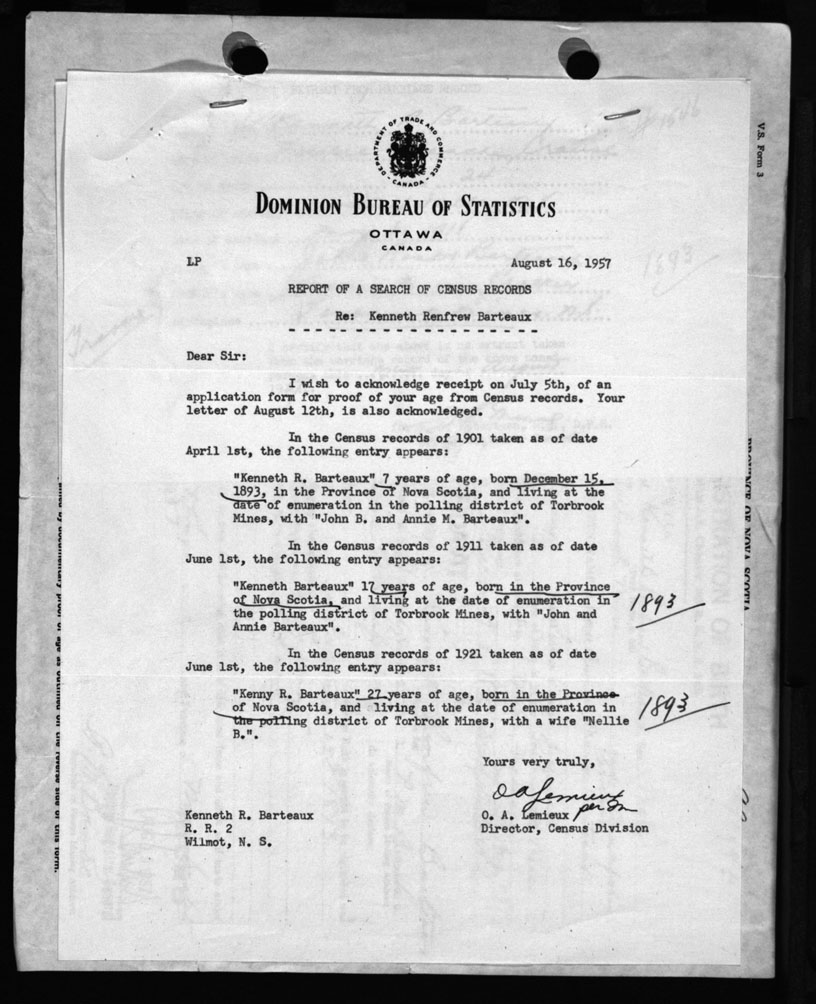 DEPARTMENT OF TRADE AND COMMERCE
CANADA
DOMINION BUREAU OF STATISTICS
OTTAWA
CANADA
LP
August 16, 1957
REPORT OF A SEARCH OF CENSUS RECORDS
Re: Kenneth Renfrew Barteaux
Dear Sir:
I wish to acknowledge receipt on July 5th, of an
application form for proof of your age from Census records. Your
letter of August 12th, is also acknowledged.
In the Census records of 1901 taken as of date
April 1st, the following entry appears:
"Kenneth R. Barteaux" 7 years of age, born December 15,
1893, in the Province of Nova Scotia, and living at the
date of enumeration in the polling district of Torbrook
Mines, with "John B. and Annie M. Barteaux".
In the Census records of 1911 taken as of date
June 1st, the following entry appears:
"Kenneth Barteaux" 17 years of age, born in the Province
of Nova Scotia, and living at the date of enumeration in
the polling district of Torbrook Mines, with "John and
Annie Barteaux".
1893
In the Census records of 1921 taken as of date
June 1st, the following entry appears:
"Kenny R. Barteaux" 27 years of age, born in the Province
of Nova Scotia, and living at the date of enumeration in
the polling district of Torbrook Mines, with a wife "Nellie
B.".
1893
Yours very truly,
O A Lemieux
per
O. A. Lemieux
Director, Census Division
Kenneth R. Barteaux
R. R. 2
Wilmot, N. S.
V.S. Form 3
PROVINCE OF NOVA SCOTIA